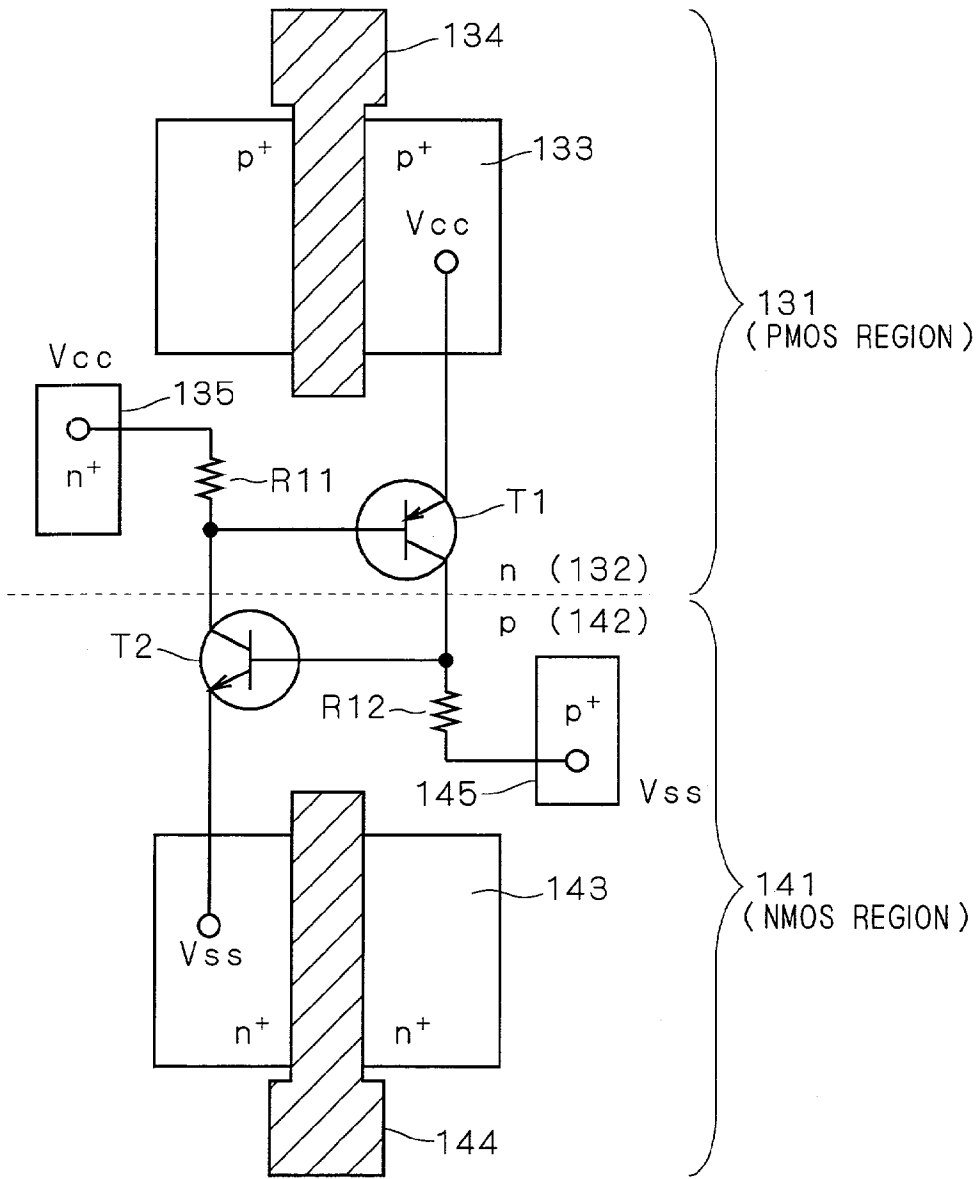 134
p+ p+
133
Vcc
131
(PMOS REGION)
Vcc
135
n+
R11
T1
n (132)
p (142)
T2
R12
p+
145
Vss
143
141
(NMOS REGION)
Vss
n+ n+
144